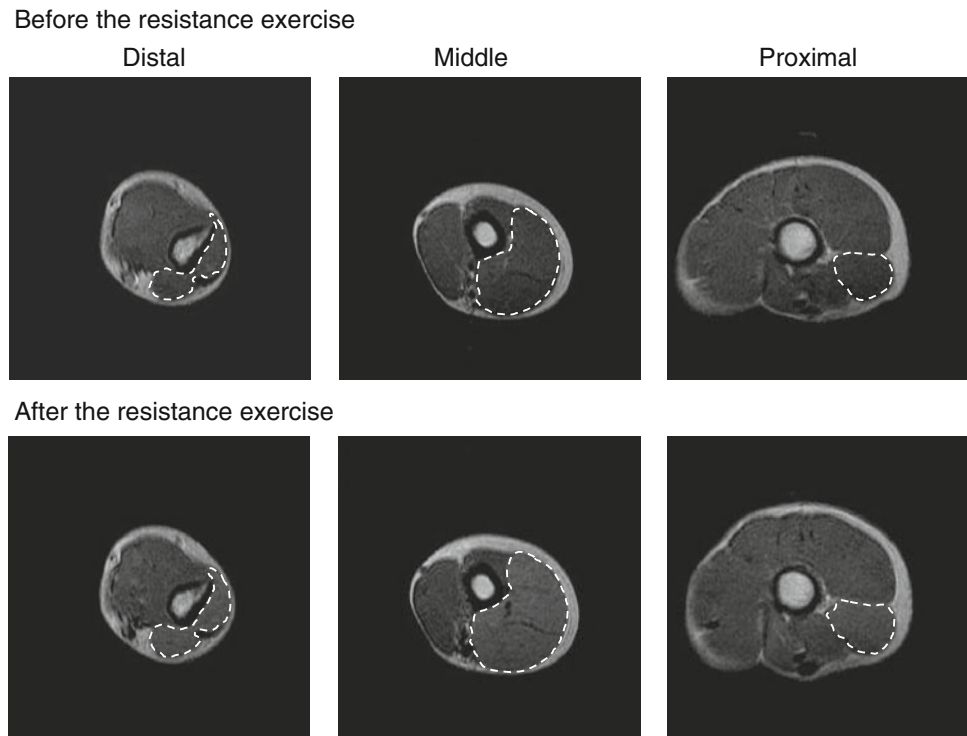 Before the resistance exercise
Distal Middle Proximal
After the resistance exercise